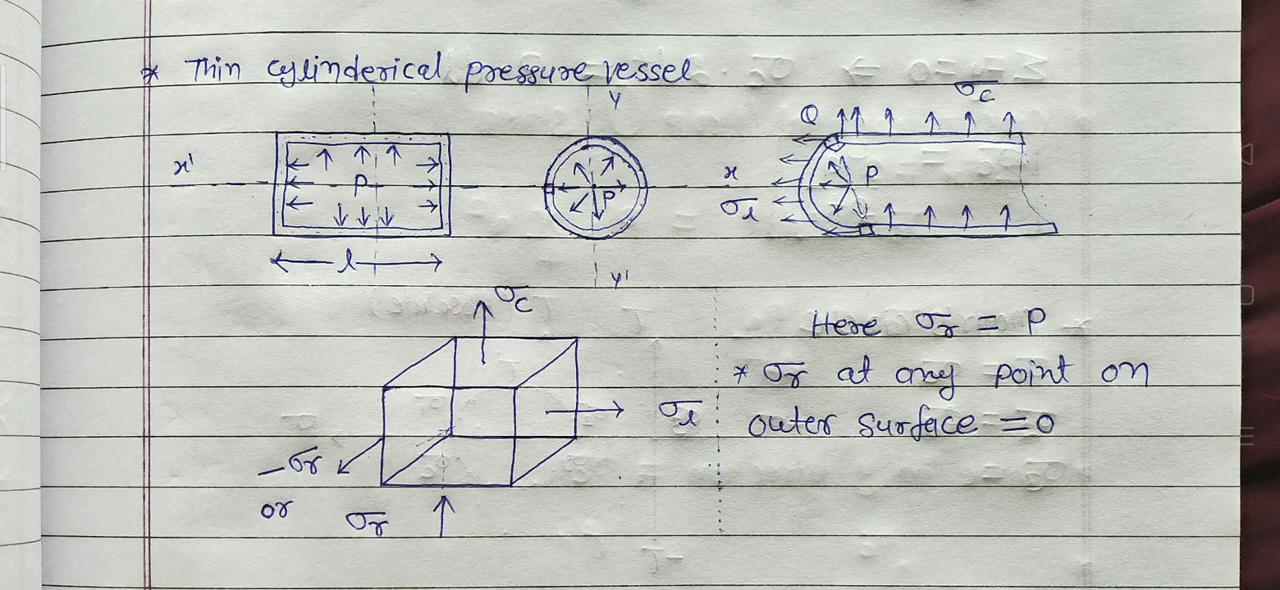 * Thin cylinderical pressure vessel
Y
σc
Q
x'
P
P
x
P
σl
l
Y'
σc
Here σr = P
* σr at any point on
σl
outer surface = 0
-σr
or
σr